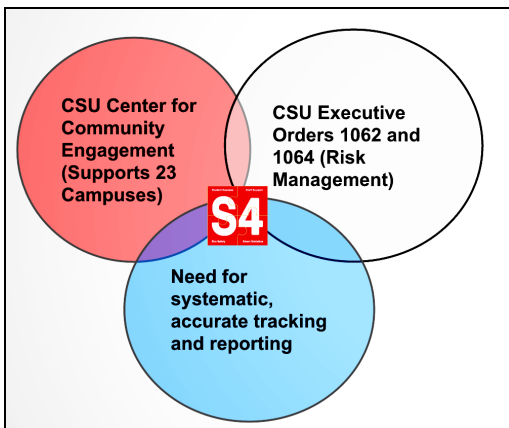 CSU Center for
Community
Engagement
(Supports 23
Campuses)
CSU Executive
Orders 1062 and
1064 (Risk
Management)
S4
Need for
systematic,
accurate tracking
and reporting